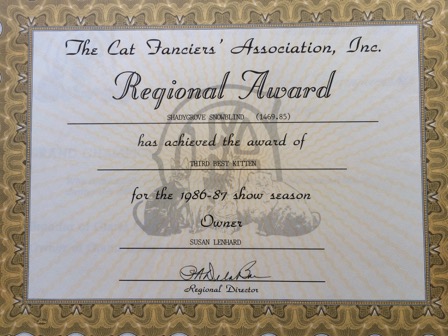 The Cat Fanciers' Association, Inc.
Regional Award
SHADYGROVE SNOWBLIND (1469.85)
has achieved the award of
THIRD BEST KITTEN
for the 1986-87 show season
Owner
SUSAN LENHARD
Regional Director